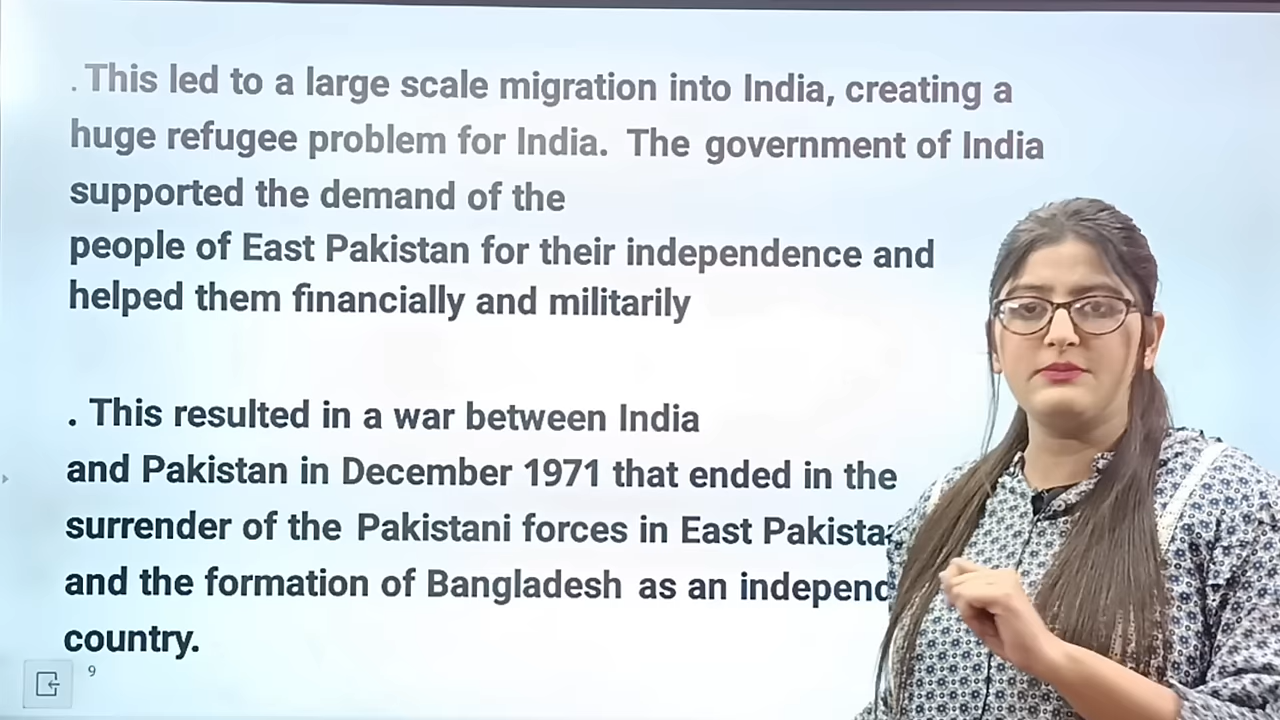 . This led to a large scale migration into India, creating a
huge refugee problem for India. The government of India
supported the demand of the
people of East Pakistan for their independence and
helped them financially and militarily
. This resulted in a war between India
and Pakistan in December 1971 that ended in the
surrender of the Pakistani forces in East
and the formation of Bangladesh as an
country.
9